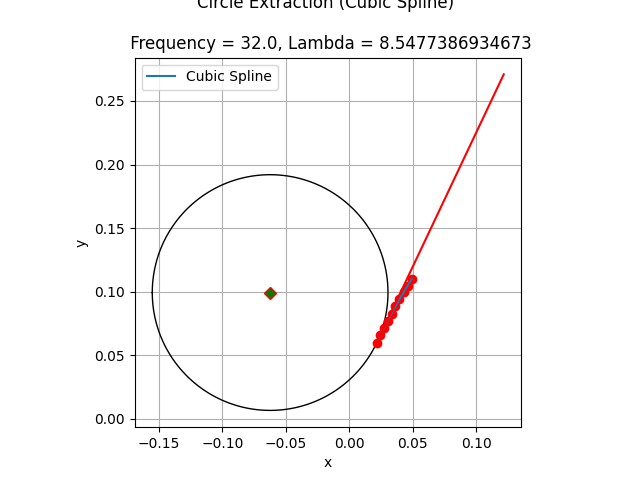 Circle Extraction (Cubic Spline)
Frequency = 32.0, Lambda = 8.5477386934673
Cubic Spline
0.25
0.20
0.15
0.10
0.05
0.00
y
−0.15 −0.10 −0.05 0.00 0.05 0.10
x